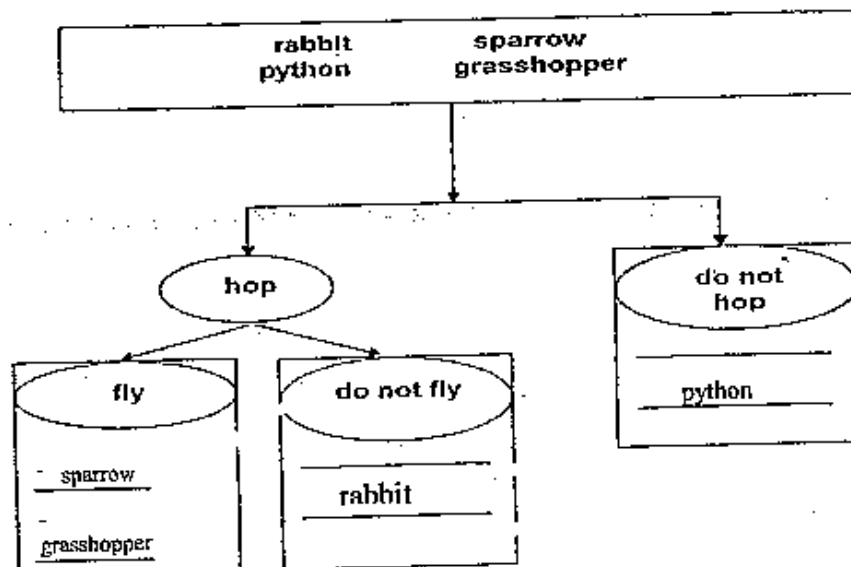 rabbit sparrow
python grasshopper
hop
do not
hop
fly
do not fly
python
sparrow
rabbit
grasshopper